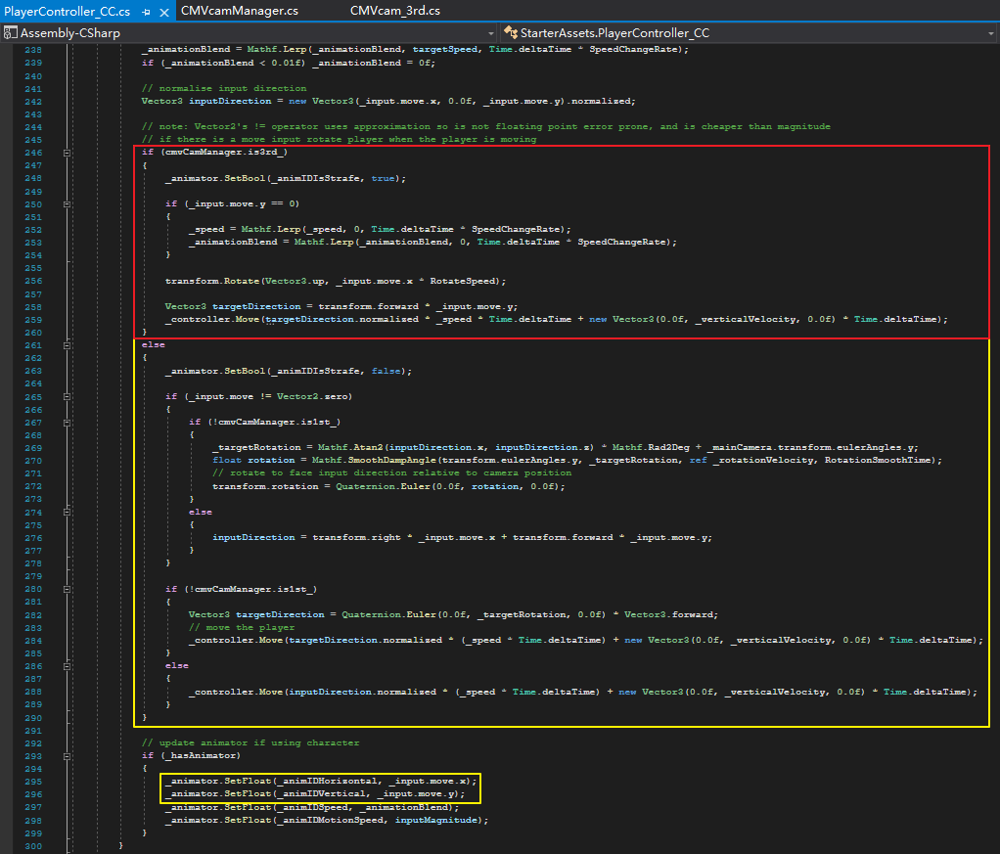 PlayerController_CC.cs
CMVcamManager.cs
CMVcam_3rd.cs
Assembly-CSharp
StarterAssets.PlayerController_CC
238 _animationBlend = Mathf.Lerp(_animationBlend, targetSpeed, Time.deltaTime * SpeedChangeRate);
239 if (_animationBlend < 0.01f) _animationBlend = 0f;
240
241 // normalise input direction
242 Vector3 inputDirection = new Vector3(_input.move.x, 0.0f, _input.move.y).normalized;
243
244 // note: Vector2's != operator uses approximation so is not floating point error prone, and is cheaper than magnitude
245 // if there is a move input rotate player when the player is moving
246 if (cmvCamManager.is3rd_)
247 {
248 _animator.SetBool(_animIDIsStrafe, true);
249
250 if (_input.move.y == 0)
251 {
252 _speed = Mathf.Lerp(_speed, 0, Time.deltaTime * SpeedChangeRate);
253 _animationBlend = Mathf.Lerp(_animationBlend, 0, Time.deltaTime * SpeedChangeRate);
254 }
255
256 transform.Rotate(Vector3.up, _input.move.x * RotateSpeed);
257
258 Vector3 targetDirection = transform.forward * _input.move.y;
259 _controller.Move(targetDirection.normalized * _speed * Time.deltaTime + new Vector3(0.0f, _verticalVelocity, 0.0f) * Time.deltaTime);
260 }
261 else
262 {
263 _animator.SetBool(_animIDIsStrafe, false);
264
265 if (_input.move != Vector2.zero)
266 {
267 if (!cmvCamManager.is1st_)
268 {
269 _targetRotation = Mathf.Atan2(inputDirection.x, inputDirection.z) * Mathf.Rad2Deg + _mainCamera.transform.eulerAngles.y;
270 float rotation = Mathf.SmoothDampAngle(transform.eulerAngles.y, _targetRotation, ref _rotationVelocity, RotationSmoothTime);
271 // rotate to face input direction relative to camera position
272 transform.rotation = Quaternion.Euler(0.0f, rotation, 0.0f);
273 }
274 else
275 {
276 inputDirection = transform.right * _input.move.x + transform.forward * _input.move.y;
277 }
278 }
279
280 if (!cmvCamManager.is1st_)
281 {
282 Vector3 targetDirection = Quaternion.Euler(0.0f, _targetRotation, 0.0f) * Vector3.forward;
283 // move the player
284 _controller.Move(targetDirection.normalized * (_speed * Time.deltaTime) + new Vector3(0.0f, _verticalVelocity, 0.0f) * Time.deltaTime);
285 }
286 else
287 {
288 _controller.Move(inputDirection.normalized * (_speed * Time.deltaTime) + new Vector3(0.0f, _verticalVelocity, 0.0f) * Time.deltaTime);
289 }
290 }
291
292 // update animator if using character
293 if (_hasAnimator)
294 {
295 _animator.SetFloat(_animIDHorizontal, _input.move.x);
296 _animator.SetFloat(_animIDVertical, _input.move.y);
297 _animator.SetFloat(_animIDSpeed, _animationBlend);
298 _animator.SetFloat(_animIDMotionSpeed, inputMagnitude);
299 }
300 }